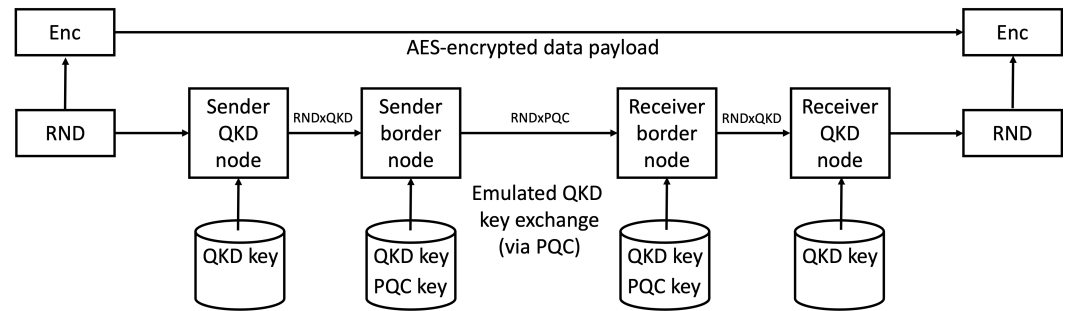 Enc
Enc
AES-encrypted data payload
RND
Sender
QKD
node
RNDxQKD
Sender
border
node
RNDxPQC
Receiver
border
node
RNDxQKD
Receiver
QKD
node
RND
Emulated QKD
key exchange
(via PQC)
QKD key
QKD key
PQC key
QKD key
PQC key
QKD key